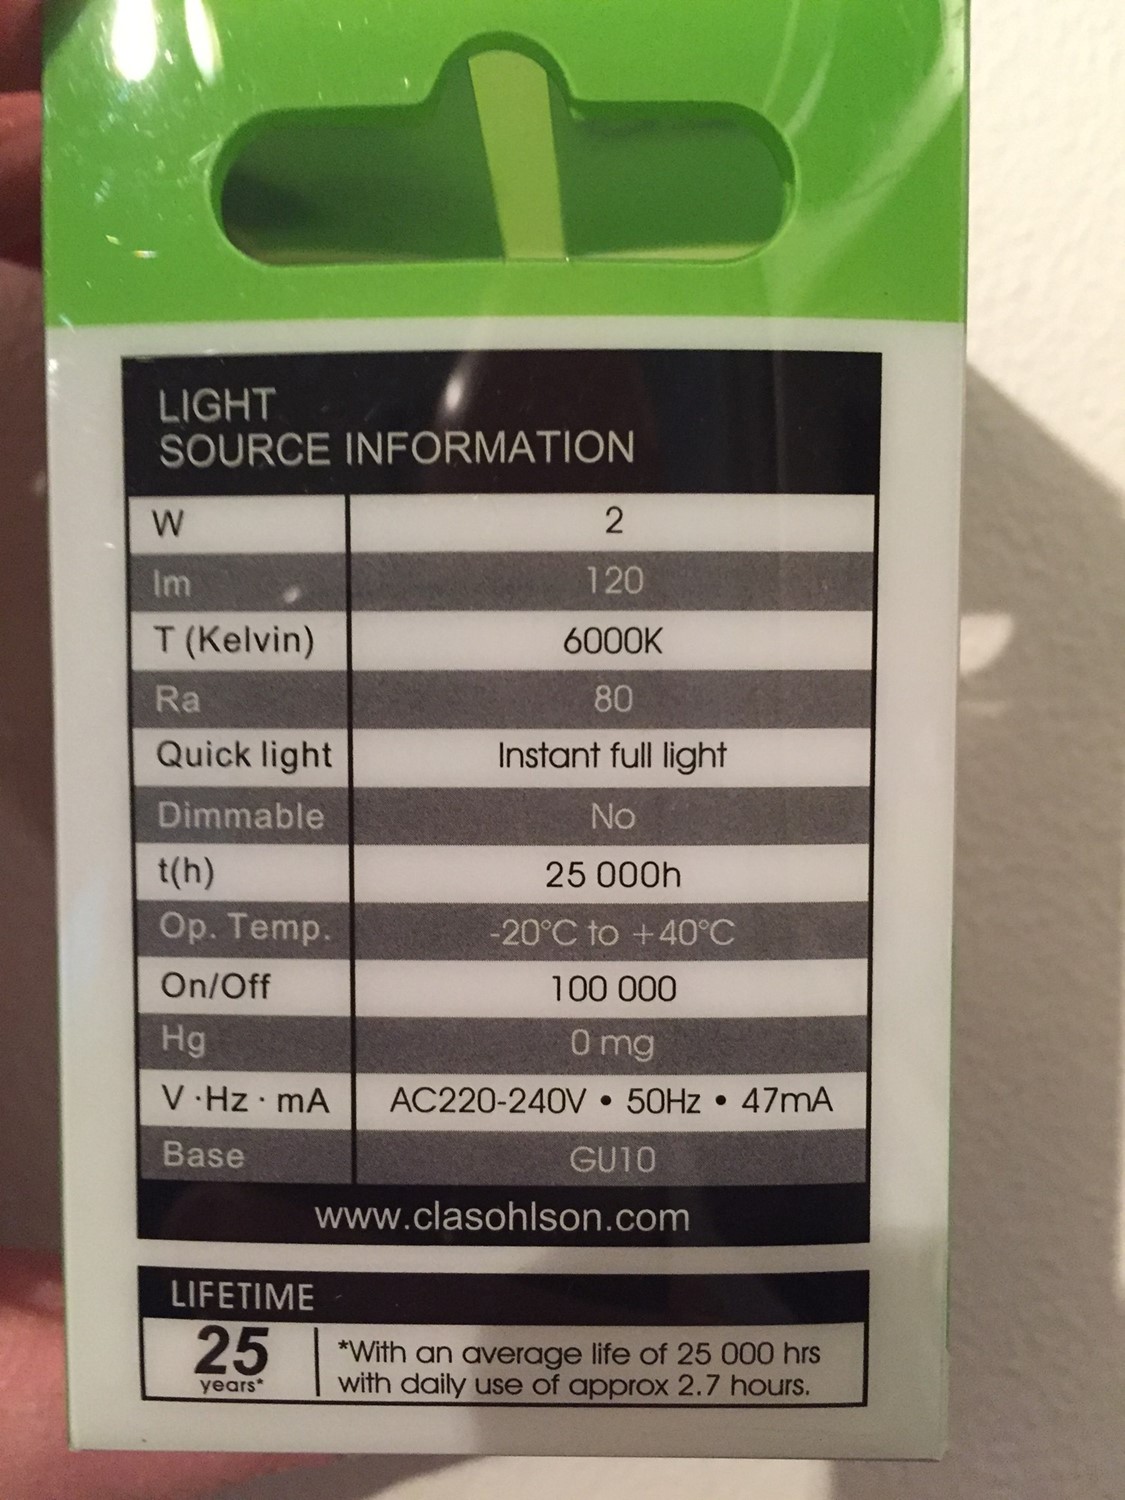 LIGHT
SOURCE INFORMATION
W 2
lm 120
T (Kelvin) 6000K
Ra 80
Quick light Instant full light
Dimmable No
t(h) 25 000h
Op. Temp. -20°C to +40°C
On/Off 100 000
Hg 0 mg
V ·Hz · mA AC220-240V • 50Hz • 47mA
Base GU10
www.clasohlson.com
LIFETIME
25
years*
*With an average life of 25 000 hrs
with daily use of approx 2.7 hours.